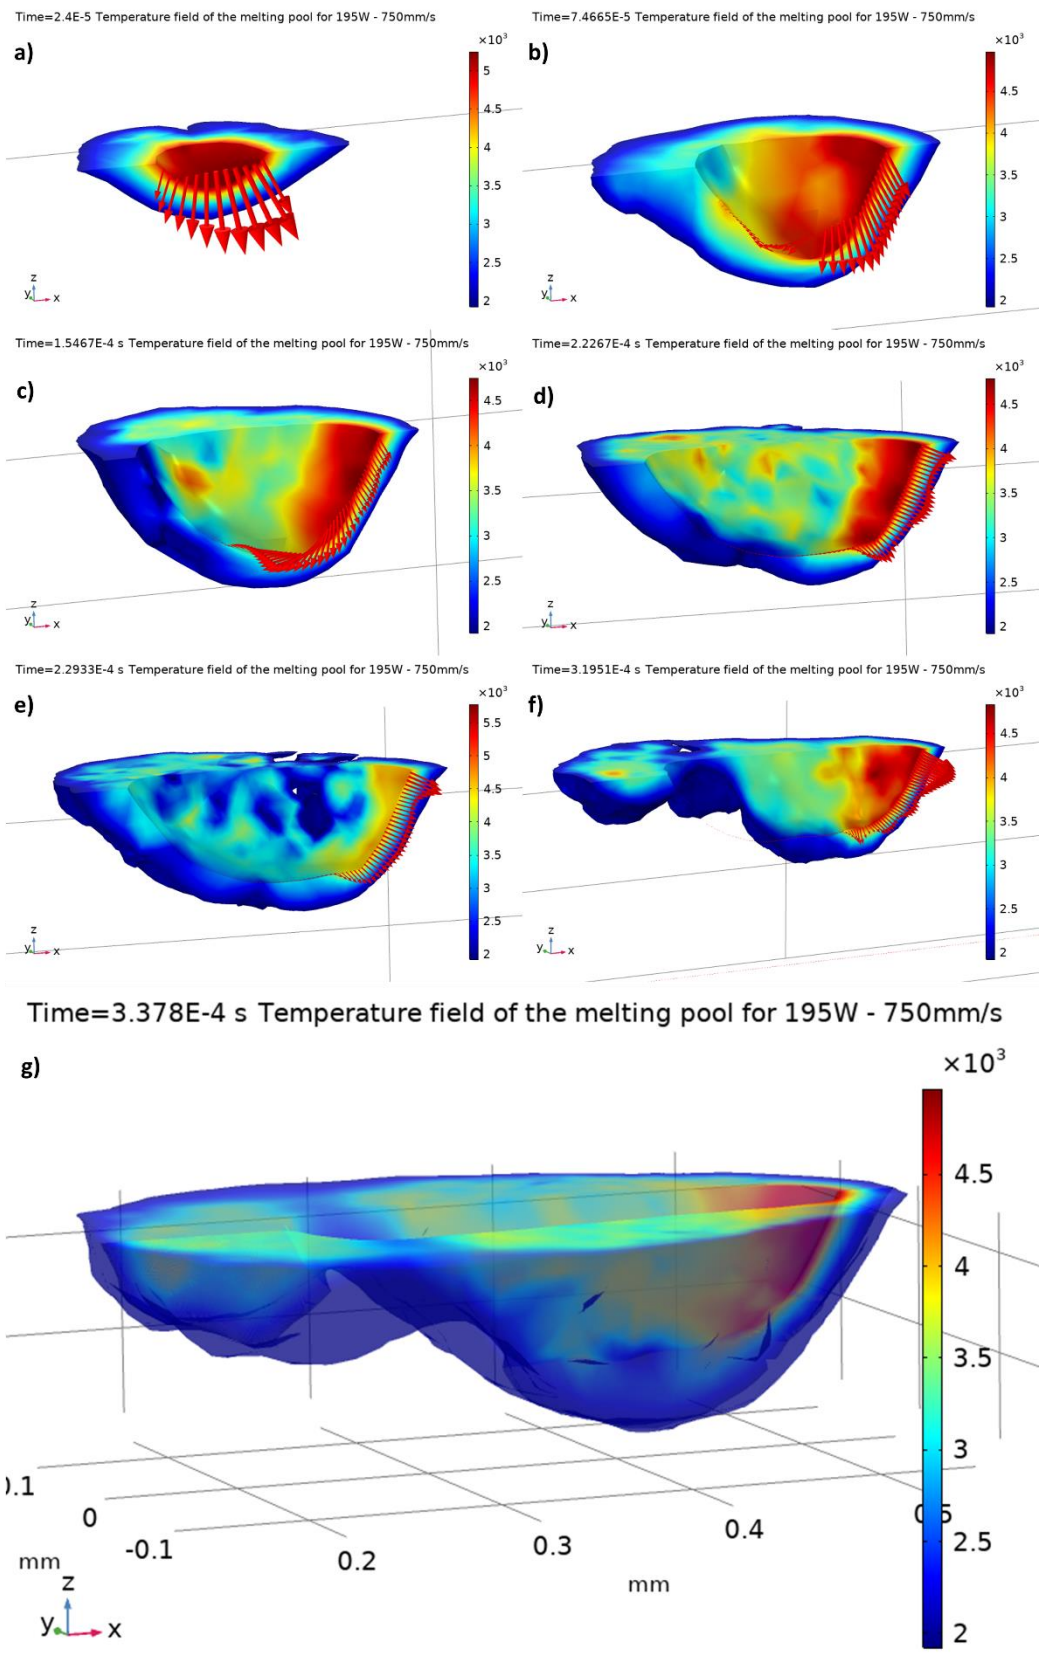 Time=2.4E-5 Temperature field of the melting pool for 195W - 750mm/s
a)
×10³
5
4.5
4
3.5
3
2.5
2
z
y x
Time=7.4665E-5 Temperature field of the melting pool for 195W - 750mm/s
b)
×10³
4.5
4
3.5
3
2.5
2
z
y x
Time=1.5467E-4 s Temperature field of the melting pool for 195W - 750mm/s
c)
×10³
4.5
4
3.5
3
2.5
2
z
y x
Time=2.2267E-4 s Temperature field of the melting pool for 195W - 750mm/s
d)
×10³
4.5
4
3.5
3
2.5
2
z
y x
Time=2.2933E-4 s Temperature field of the melting pool for 195W - 750mm/s
e)
×10³
5.5
5
4.5
4
3.5
3
2.5
2
z
y x
Time=3.1951E-4 s Temperature field of the melting pool for 195W - 750mm/s
f)
×10³
4.5
4
3.5
3
2.5
2
z
y x
Time=3.378E-4 s Temperature field of the melting pool for 195W - 750mm/s
g)
×10³
4.5
4
3.5
3
2.5
2
).1
0
-0.1
mm
0.2
0.3
0.4
0.5
mm
z
y x